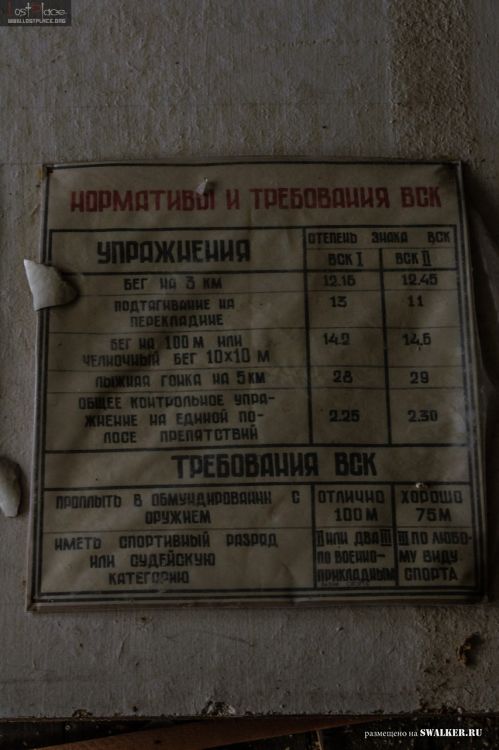 LostPlace
WWW.LOSTPLACE.ORG
НОРМАТИВЫ И ТРЕБОВАНИЯ ВСК
УПРАЖНЕНИЯ
СТЕПЕНЬ ЗНАКА ВСК
ВСК I ВСК II
БЕГ НА 3 КМ 12.15 12.45
ПОДТЯГИВАНИЕ НА 13 11
ПЕРЕКЛАДИНЕ
БЕГ НА 100 М ИЛИ 14.2 14.6
ЧЕЛНОЧНЫЙ БЕГ 10×10 М
ЛЫЖНАЯ ГОНКА НА 5 КМ 28 29
ОБЩЕЕ КОНТРОЛЬНОЕ УПРА-
ЖНЕНИЕ НА ЕДИНОЙ ПО- 2.25 2.30
ЛОСЕ ПРЕПЯТСТВИЙ
ТРЕБОВАНИЯ ВСК
ПРОПЛЫТЬ В ОБМУНДИРОВАНИИ С ОТЛИЧНО ХОРОШО
ОРУЖИЕМ 100 М 75 М
ИМЕТЬ СПОРТИВНЫЙ РАЗРЯД II ИЛИ ДВА III III ПО ЛЮБО-
ИЛИ СУДЕЙСКУЮ ПО ВОЕННО- МУ ВИДУ
КАТЕГОРИЮ ПРИКЛАДНЫМ СПОРТА
размещено на SWALKER.RU